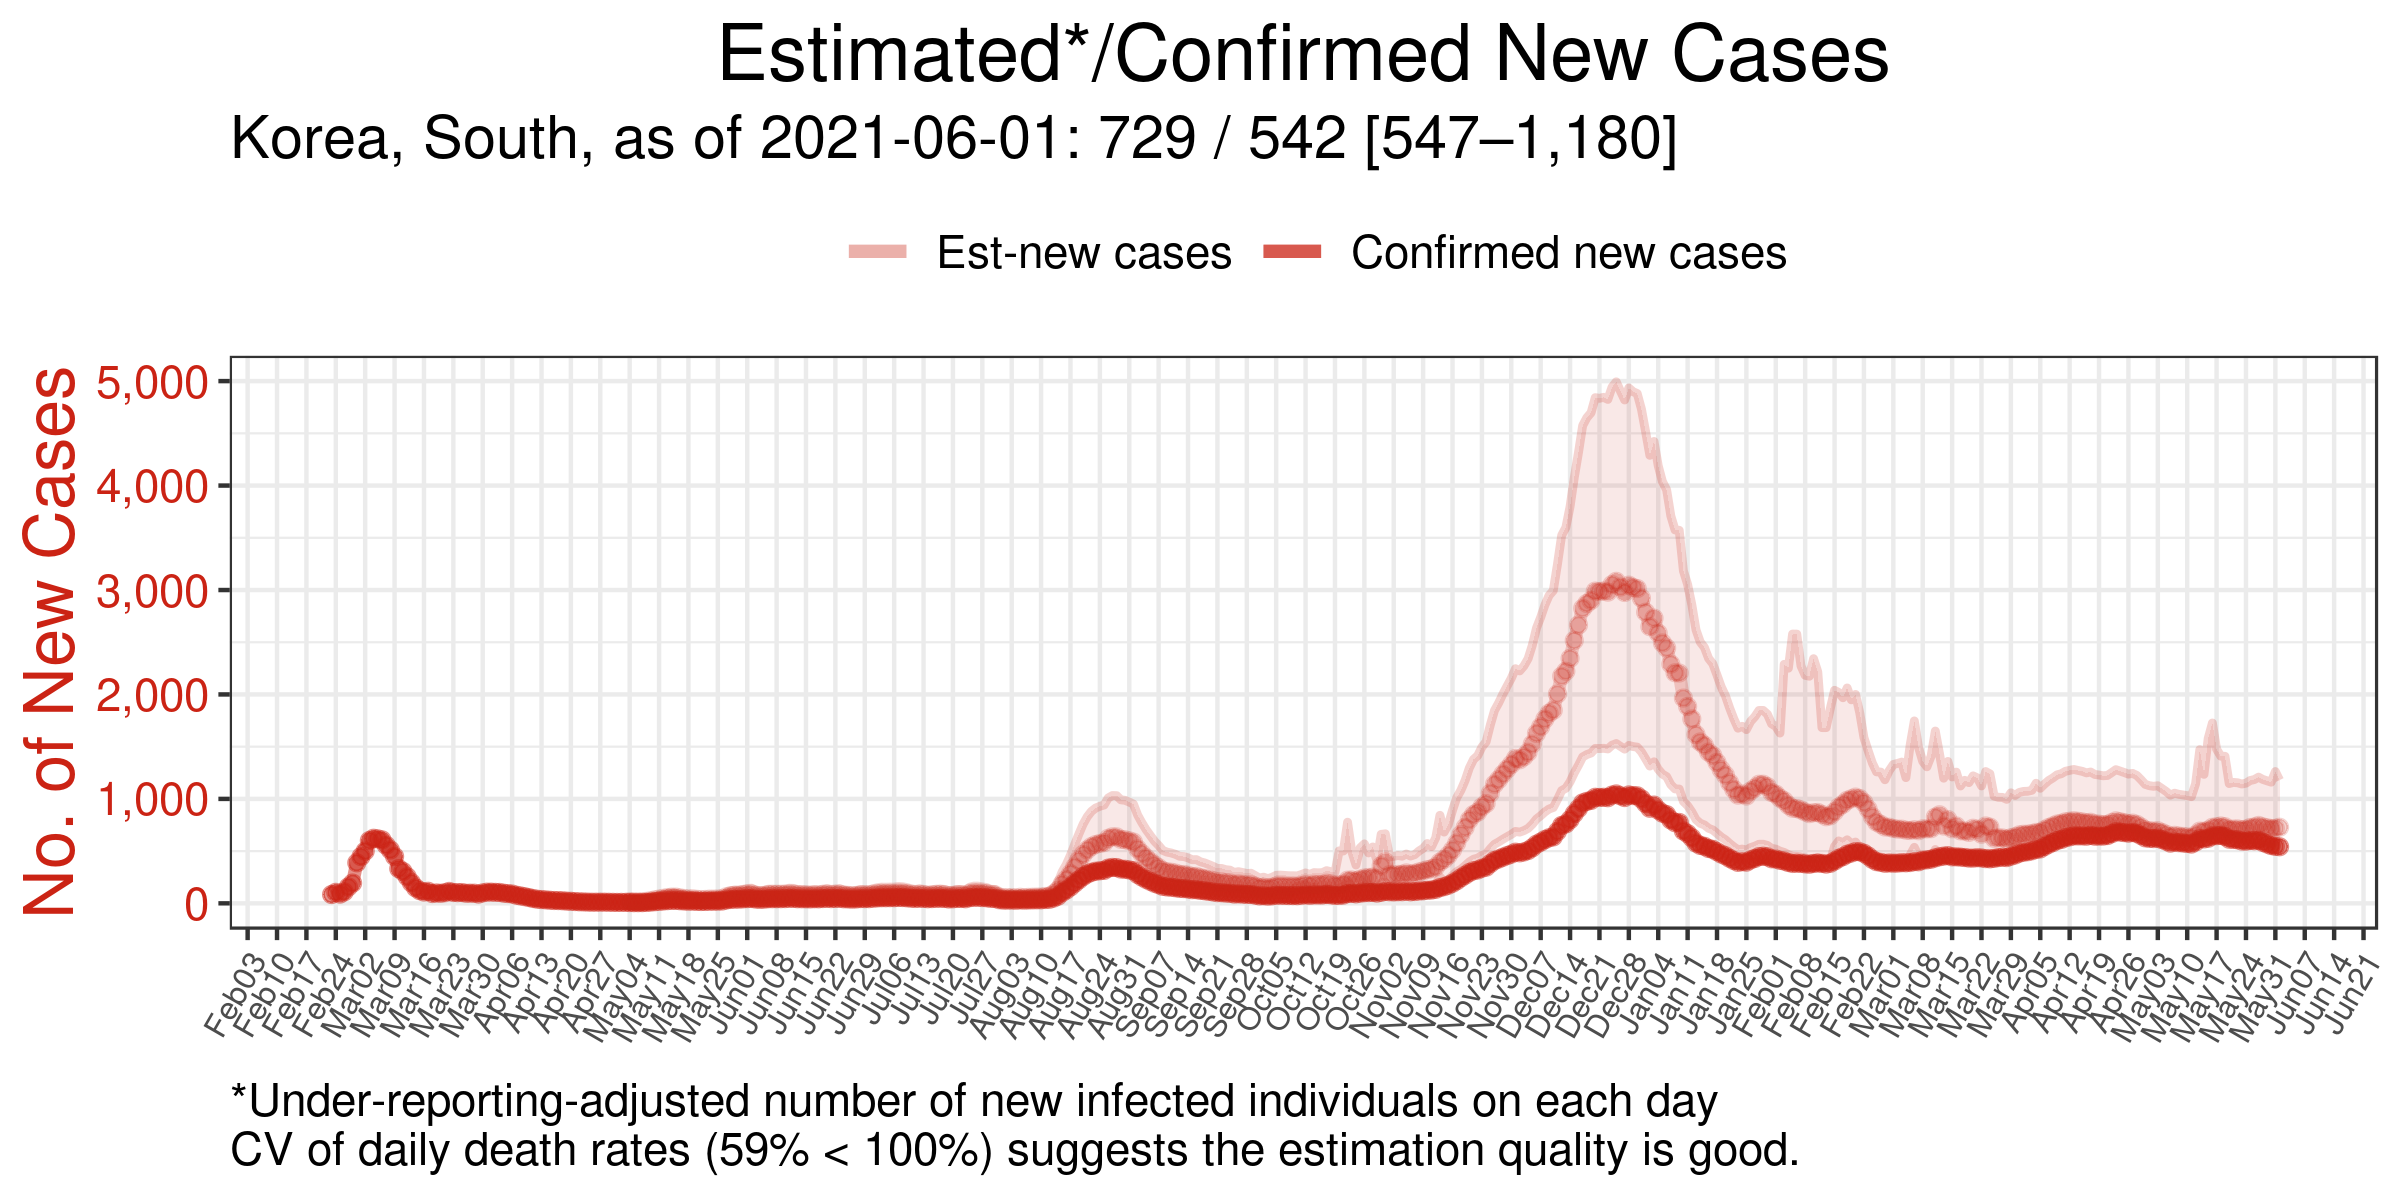 Estimated*/Confirmed New Cases
Korea, South, as of 2021-06-01: 729 / 542 [547–1,180]
Est-new cases
Confirmed new cases
No. of New Cases
5,000
4,000
3,000
2,000
1,000
0
Feb03
Feb10
Feb17
Feb24
Mar02
Mar09
Mar16
Mar23
Mar30
Apr06
Apr13
Apr20
Apr27
May04
May11
May18
May25
Jun01
Jun08
Jun15
Jun22
Jun29
Jul06
Jul13
Jul20
Jul27
Aug03
Aug10
Aug17
Aug24
Aug31
Sep07
Sep14
Sep21
Sep28
Oct05
Oct12
Oct19
Oct26
Nov02
Nov09
Nov16
Nov23
Nov30
Dec07
Dec14
Dec21
Dec28
Jan04
Jan11
Jan18
Jan25
Feb01
Feb08
Feb15
Feb22
Mar01
Mar08
Mar15
Mar22
Mar29
Apr05
Apr12
Apr19
Apr26
May03
May10
May17
May24
May31
Jun07
Jun14
Jun21
*Under-reporting-adjusted number of new infected individuals on each day
CV of daily death rates (59% < 100%) suggests the estimation quality is good.